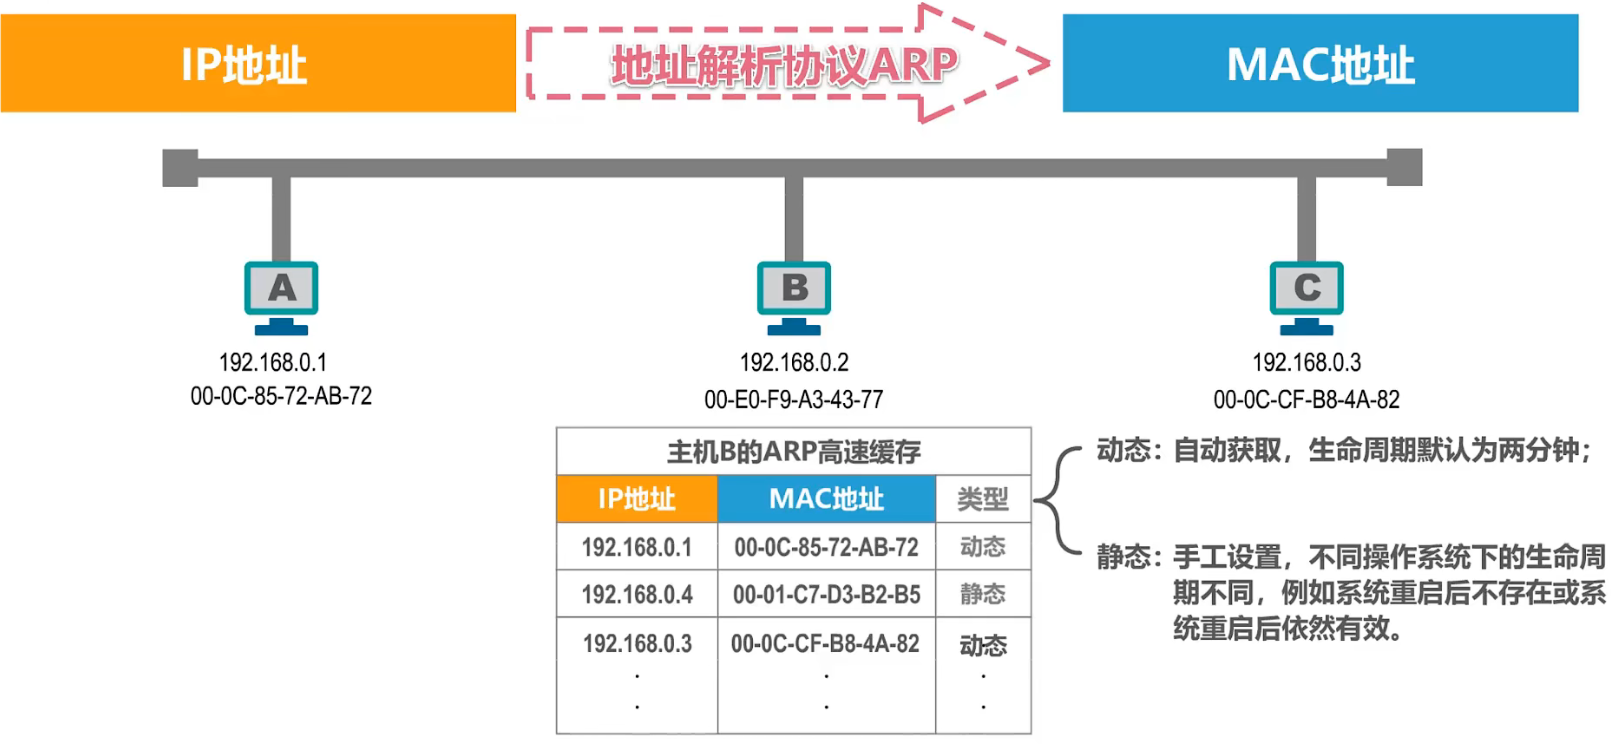 IP地址
地址解析协议ARP
MAC地址
A
B
C
192.168.0.1
00-0C-85-72-AB-72
192.168.0.2
00-E0-F9-A3-43-77
192.168.0.3
00-0C-CF-B8-4A-82
主机B的ARP高速缓存
IP地址 MAC地址 类型
192.168.0.1 00-0C-85-72-AB-72 动态
192.168.0.4 00-01-C7-D3-B2-B5 静态
192.168.0.3 00-0C-CF-B8-4A-82 动态
动态：自动获取，生命周期默认为两分钟；
静态：手工设置，不同操作系统下的生命周
期不同，例如系统重启后不存在或系
统重启后依然有效。